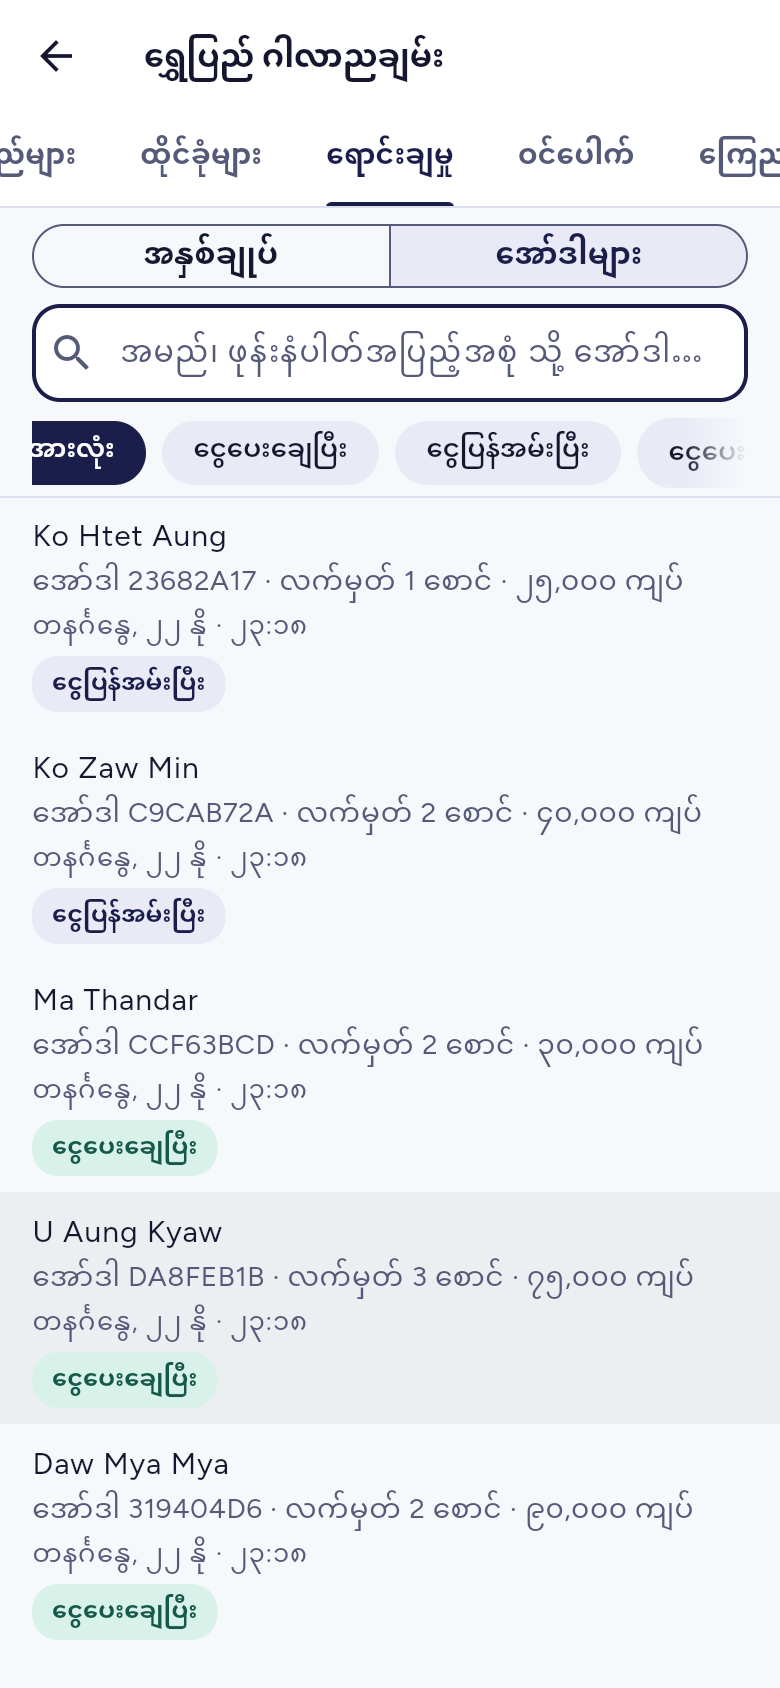 ရွှေပြည် ဂါလာညချမ်း
ည်များ ထိုင်ခုံများ ရောင်းချမှု ဝင်ပေါက် ကြေည
အနှစ်ချုပ် အော်ဒါများ
အမည်၊ ဖုန်းနံပါတ်အပြည့်အစုံ သို့ အော်ဒါ...
အားလုံး ငွေပေးချေပြီး ငွေပြန်အမ်းပြီး ငွေပေး
Ko Htet Aung
အော်ဒါ 23682A17 · လက်မှတ် 1 စောင် · ၂၅,၀၀၀ ကျပ်
တနင်္ဂနွေ, ၂၂ နို · ၂၃:၁၈
ငွေပြန်အမ်းပြီး
Ko Zaw Min
အော်ဒါ C9CAB72A · လက်မှတ် 2 စောင် · ၄၀,၀၀၀ ကျပ်
တနင်္ဂနွေ, ၂၂ နို · ၂၃:၁၈
ငွေပြန်အမ်းပြီး
Ma Thandar
အော်ဒါ CCF63BCD · လက်မှတ် 2 စောင် · ၃၀,၀၀၀ ကျပ်
တနင်္ဂနွေ, ၂၂ နို · ၂၃:၁၈
ငွေပေးချေပြီး
U Aung Kyaw
အော်ဒါ DA8FEB1B · လက်မှတ် 3 စောင် · ၇၅,၀၀၀ ကျပ်
တနင်္ဂနွေ, ၂၂ နို · ၂၃:၁၈
ငွေပေးချေပြီး
Daw Mya Mya
အော်ဒါ 319404D6 · လက်မှတ် 2 စောင် · ၉၀,၀၀၀ ကျပ်
တနင်္ဂနွေ, ၂၂ နို · ၂၃:၁၈
ငွေပေးချေပြီး